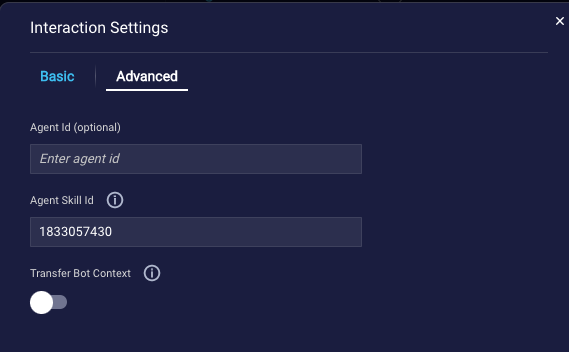 Interaction Settings
Basic
Advanced
Agent Id (optional)
Enter agent id
Agent Skill Id
1833057430
Transfer Bot Context